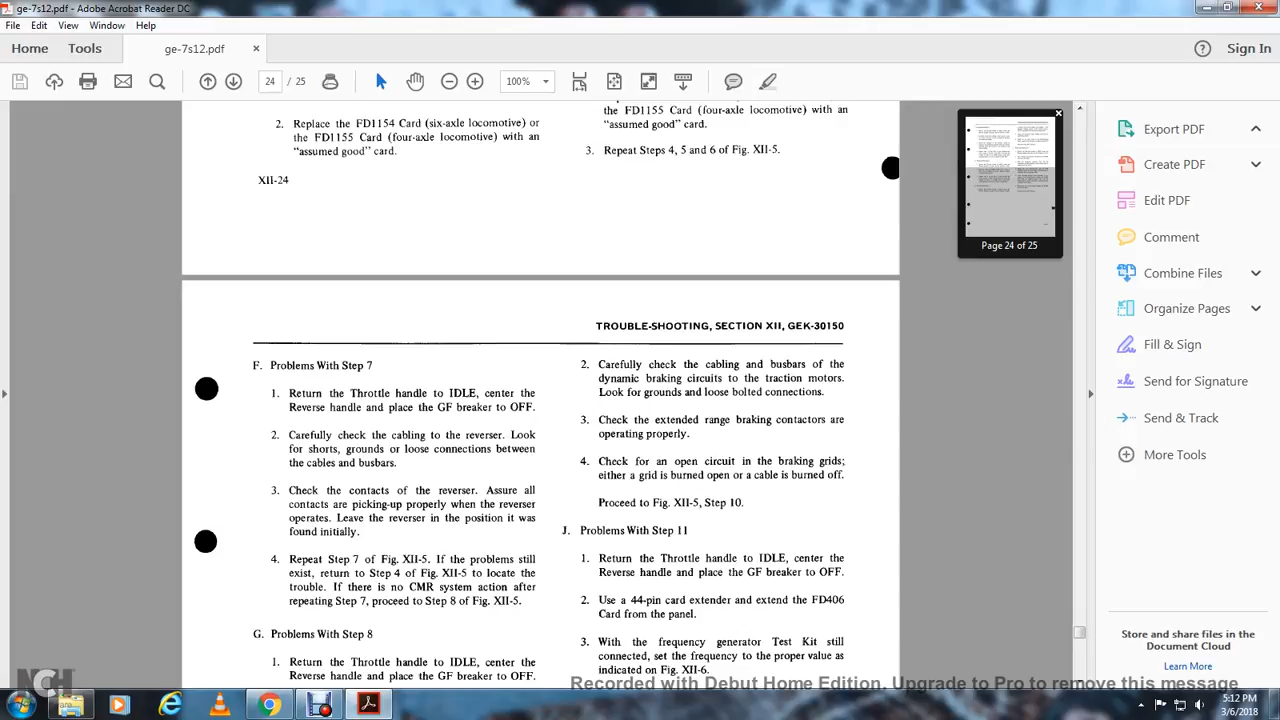 ge-7s12.pdf - Adobe Acrobat Reader DC
File Edit View Window Help
Home Tools ge-7s12.pdf × Sign In
24 / 25 100%
2. Replace the FD1154 Card (six-axle locomotive) or
the FD1155 Card (four-axle locomotive) with an
"assumed good" card.
XII-24
the FD1155 Card (four-axle locomotive) with an
"assumed good" card.
3. Repeat Steps 4, 5 and 6 of Fig. XII-5.
TROUBLE-SHOOTING, SECTION XII, GEK-30150
F. Problems With Step 7
1. Return the Throttle handle to IDLE, center the
Reverse handle and place the GF breaker to OFF.
2. Carefully check the cabling to the reverser. Look
for shorts, grounds or loose connections between
the cables and busbars.
3. Check the contacts of the reverser. Assure all
contacts are picking-up properly when the reverser
operates. Leave the reverser in the position it was
found initially.
4. Repeat Step 7 of Fig. XII-5. If the problems still
exist, return to Step 4 of Fig. XII-5 to locate the
trouble. If there is no CMR system action after
repeating Step 7, proceed to Step 8 of Fig. XII-5.
G. Problems With Step 8
1. Return the Throttle handle to IDLE, center the
Reverse handle and place the GF breaker to OFF.
2. Carefully check the cabling and busbars of the
dynamic braking circuits to the traction motors.
Look for grounds and loose bolted connections.
3. Check the extended range braking contactors are
operating properly.
4. Check for an open circuit in the braking grids;
either a grid is burned open or a cable is burned off.
Proceed to Fig. XII-5, Step 10.
J. Problems With Step 11
1. Return the Throttle handle to IDLE, center the
Reverse handle and place the GF breaker to OFF.
2. Use a 44-pin card extender and extend the FD406
Card from the panel.
3. With the frequency generator Test Kit still
connected, set the frequency to the proper value as
indicated on Fig. XII-6.
Page 24 of 25
Export PDF
Create PDF
Edit PDF
Comment
Combine Files
Organize Pages
Fill & Sign
Send for Signature
Send & Track
More Tools
Store and share files in the
Document Cloud
Learn More
NCH
Recorded with Debut Home Edition. Upgrade to Pro to remove this message
5:12 PM
3/6/2018